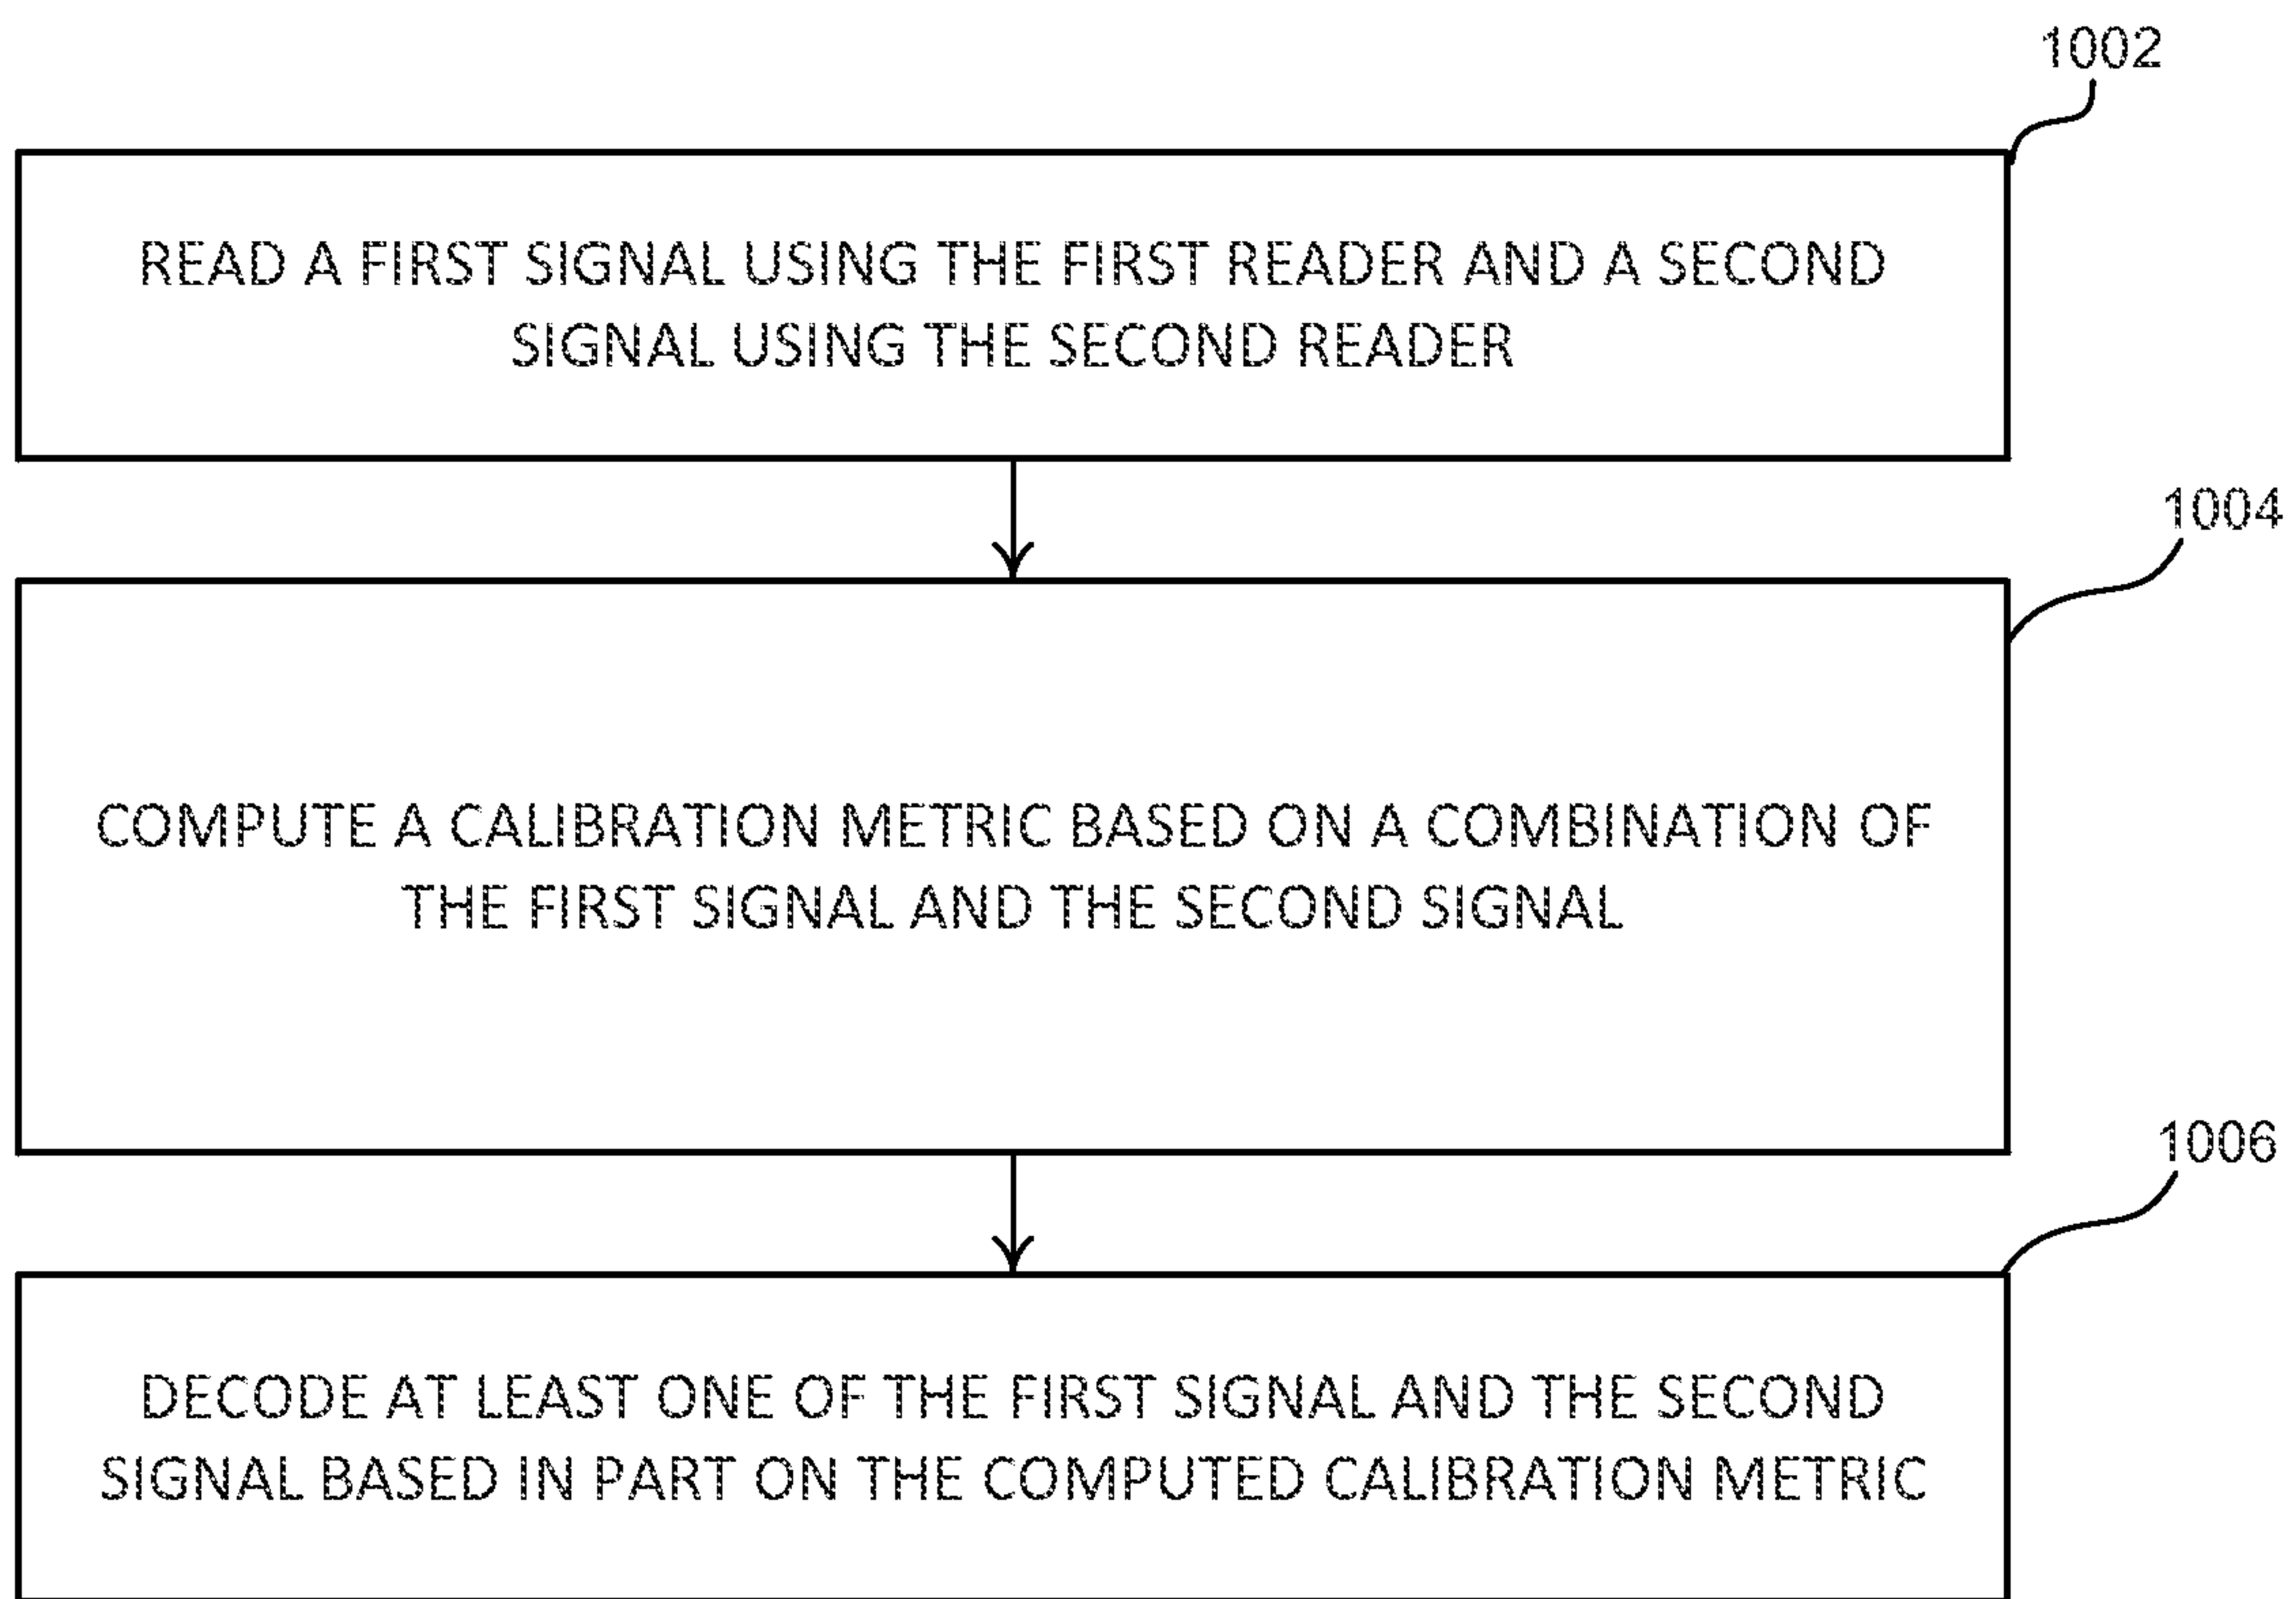 1002
READ A FIRST SIGNAL USING THE FIRST READER AND A SECOND
SIGNAL USING THE SECOND READER
1004
COMPUTE A CALIBRATION METRIC BASED ON A COMBINATION OF
THE FIRST SIGNAL AND THE SECOND SIGNAL
1006
DECODE AT LEAST ONE OF THE FIRST SIGNAL AND THE SECOND
SIGNAL BASED IN PART ON THE COMPUTED CALIBRATION METRIC